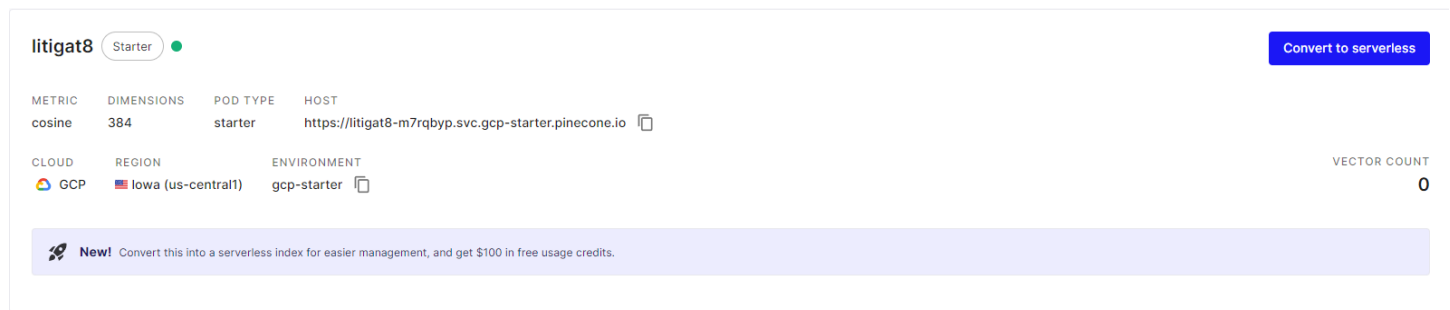 litigat8 Starter Convert to serverless
METRIC DIMENSIONS POD TYPE HOST
cosine 384 starter https://litigat8-m7rqbyp.svc.gcp-starter.pinecone.io
CLOUD REGION ENVIRONMENT VECTOR COUNT
GCP Iowa (us-central1) gcp-starter 0
New! Convert this into a serverless index for easier management, and get $100 in free usage credits.